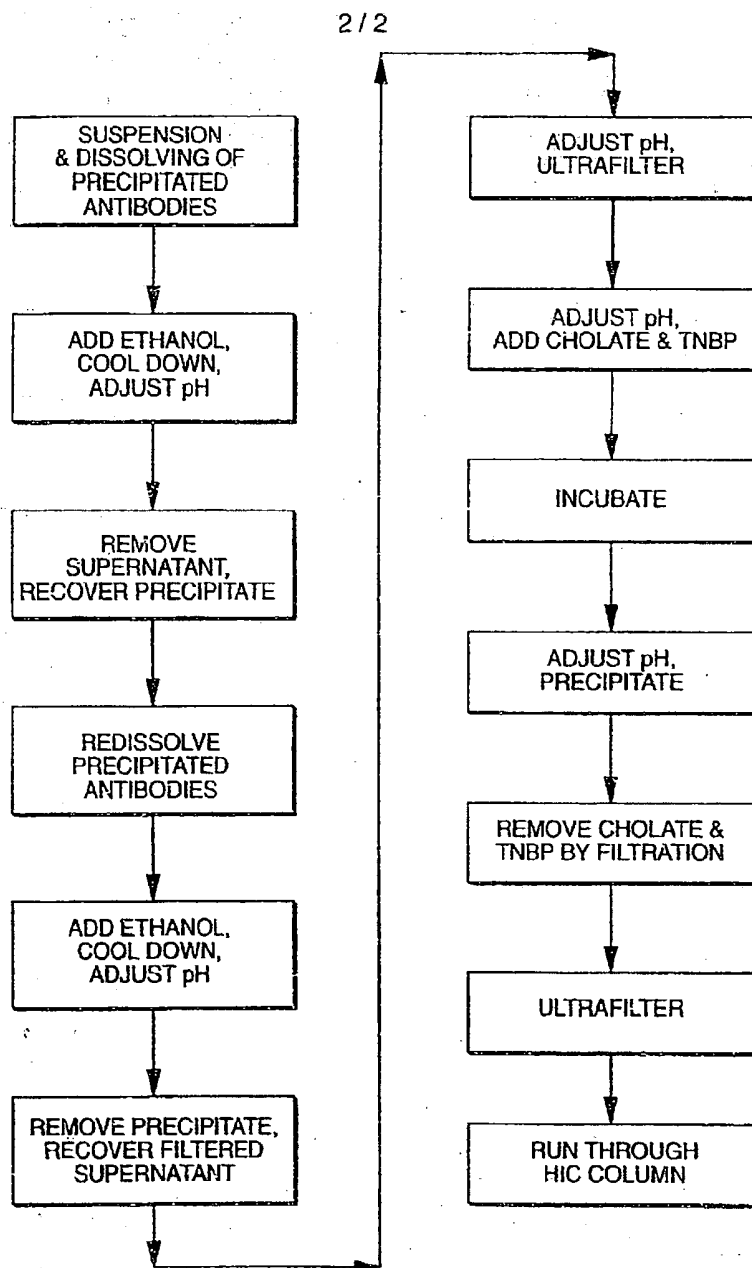 2/2
SUSPENSION
& DISSOLVING OF
PRECIPITATED
ANTIBODIES
ADD ETHANOL,
COOL DOWN,
ADJUST pH
REMOVE
SUPERNATANT,
RECOVER PRECIPITATE
REDISSOLVE
PRECIPITATED
ANTIBODIES
ADD ETHANOL,
COOL DOWN,
ADJUST pH
REMOVE PRECIPITATE,
RECOVER FILTERED
SUPERNATANT
ADJUST pH,
ULTRAFILTER
ADJUST pH,
ADD CHOLATE & TNBP
INCUBATE
ADJUST pH,
PRECIPITATE
REMOVE CHOLATE &
TNBP BY FILTRATION
ULTRAFILTER
RUN THROUGH
HIC COLUMN